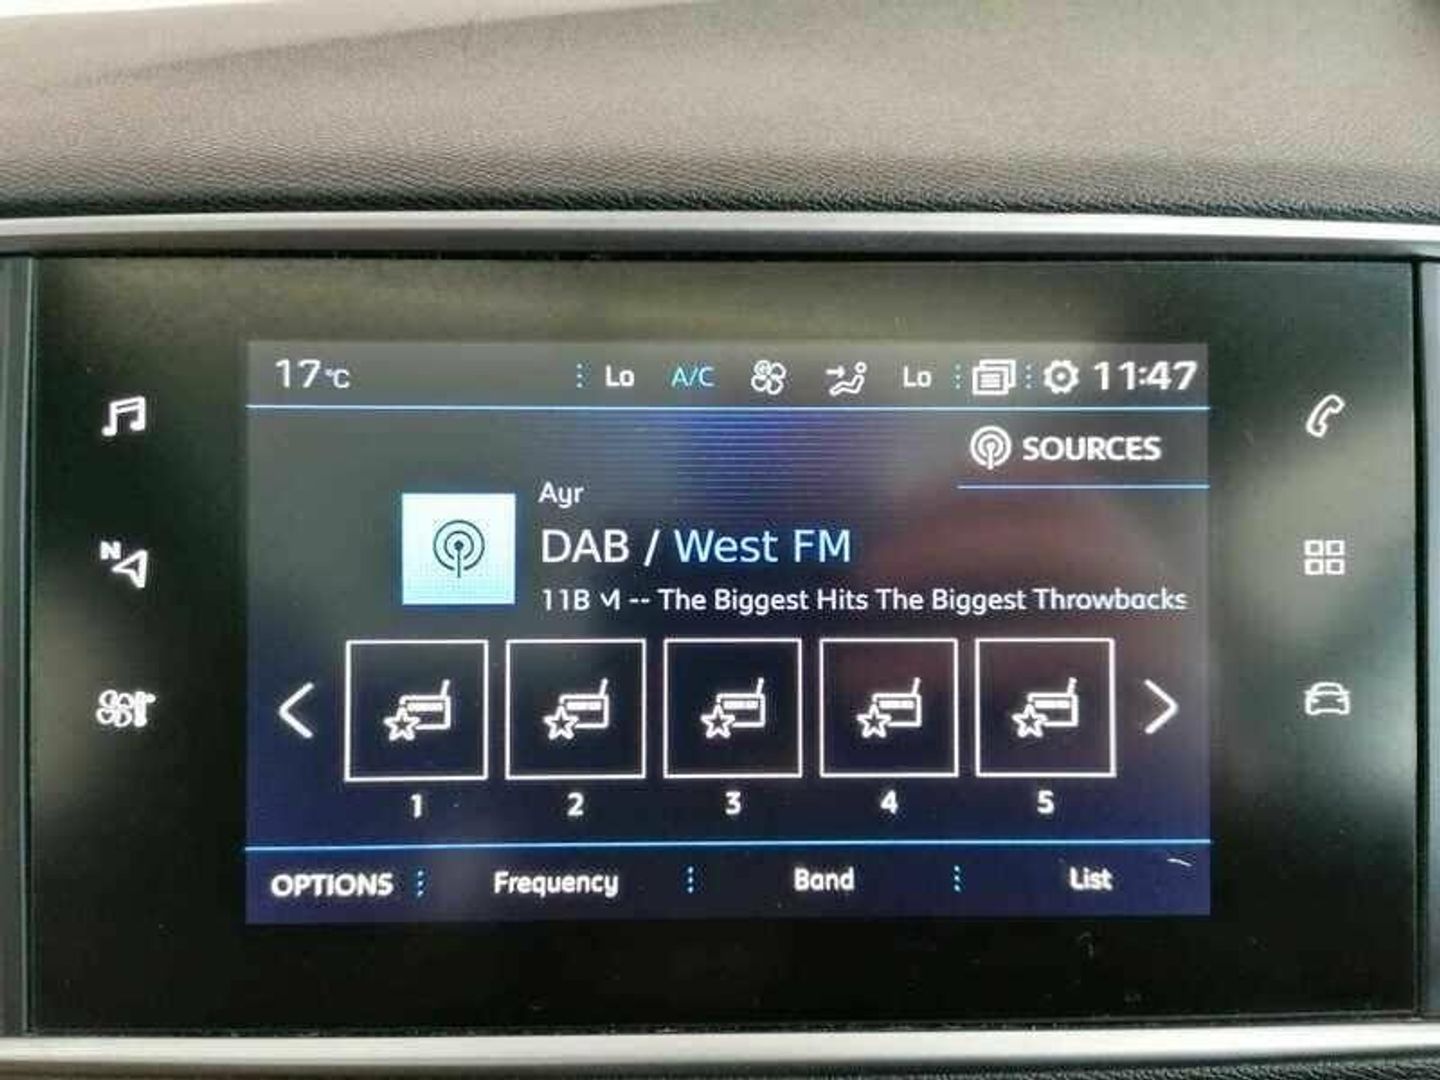 17°C Lo A/C Lo 11:47
SOURCES
Ayr
DAB / West FM
N
11B M -- The Biggest Hits The Biggest Throwbacks
1 2 3 4 5
OPTIONS Frequency Band List